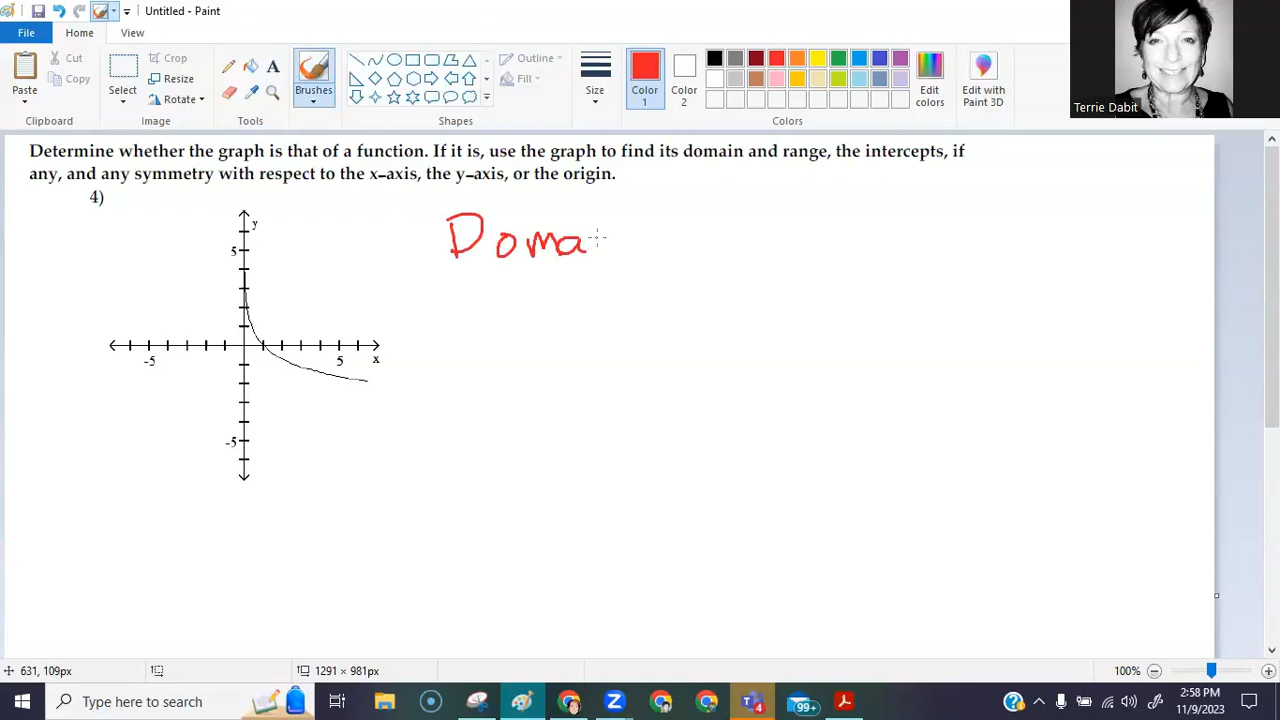 Untitled - Paint
File Home View
Paste
Cut
Copy
Clipboard
Select
Crop
Resize
Rotate
Image
A
Tools
Brushes
Outline
Fill
Shapes
Size
Color 1
Color 2
Edit colors
Colors
Edit with Paint 3D
Terrie Dabit
Determine whether the graph is that of a function. If it is, use the graph to find its domain and range, the intercepts, if
any, and any symmetry with respect to the x-axis, the y-axis, or the origin.
4)
y
5
-5
5
x
-5
Doma
631, 109px
1291 × 981px
100%
Type here to search
4
99+
2:58 PM
11/9/2023